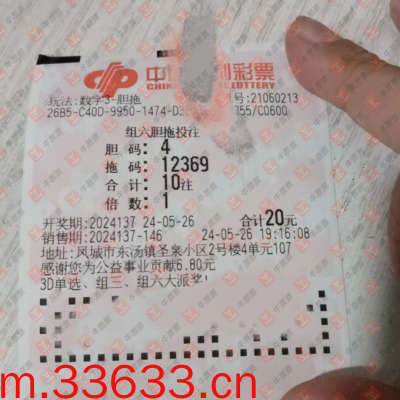 中 福利彩票
CHIN LOTTERY
玩法:数字3-胆拖 号:21060213
26B5-C40D-9950-1474-D3 355/C0600
组六胆拖投注
胆 码: 4
拖 码: 12369
合 计: 10注
倍 数: 1
开奖期:2024137 24-05-26 合计20元
销售期:2024137-146 24-05-26 19:16:08
地址:凤城市东汤镇圣泉小区2号楼4单元107
感谢您为公益事业贡献6.80元
3D单选、组三、组六大派奖!
m.33633.cn